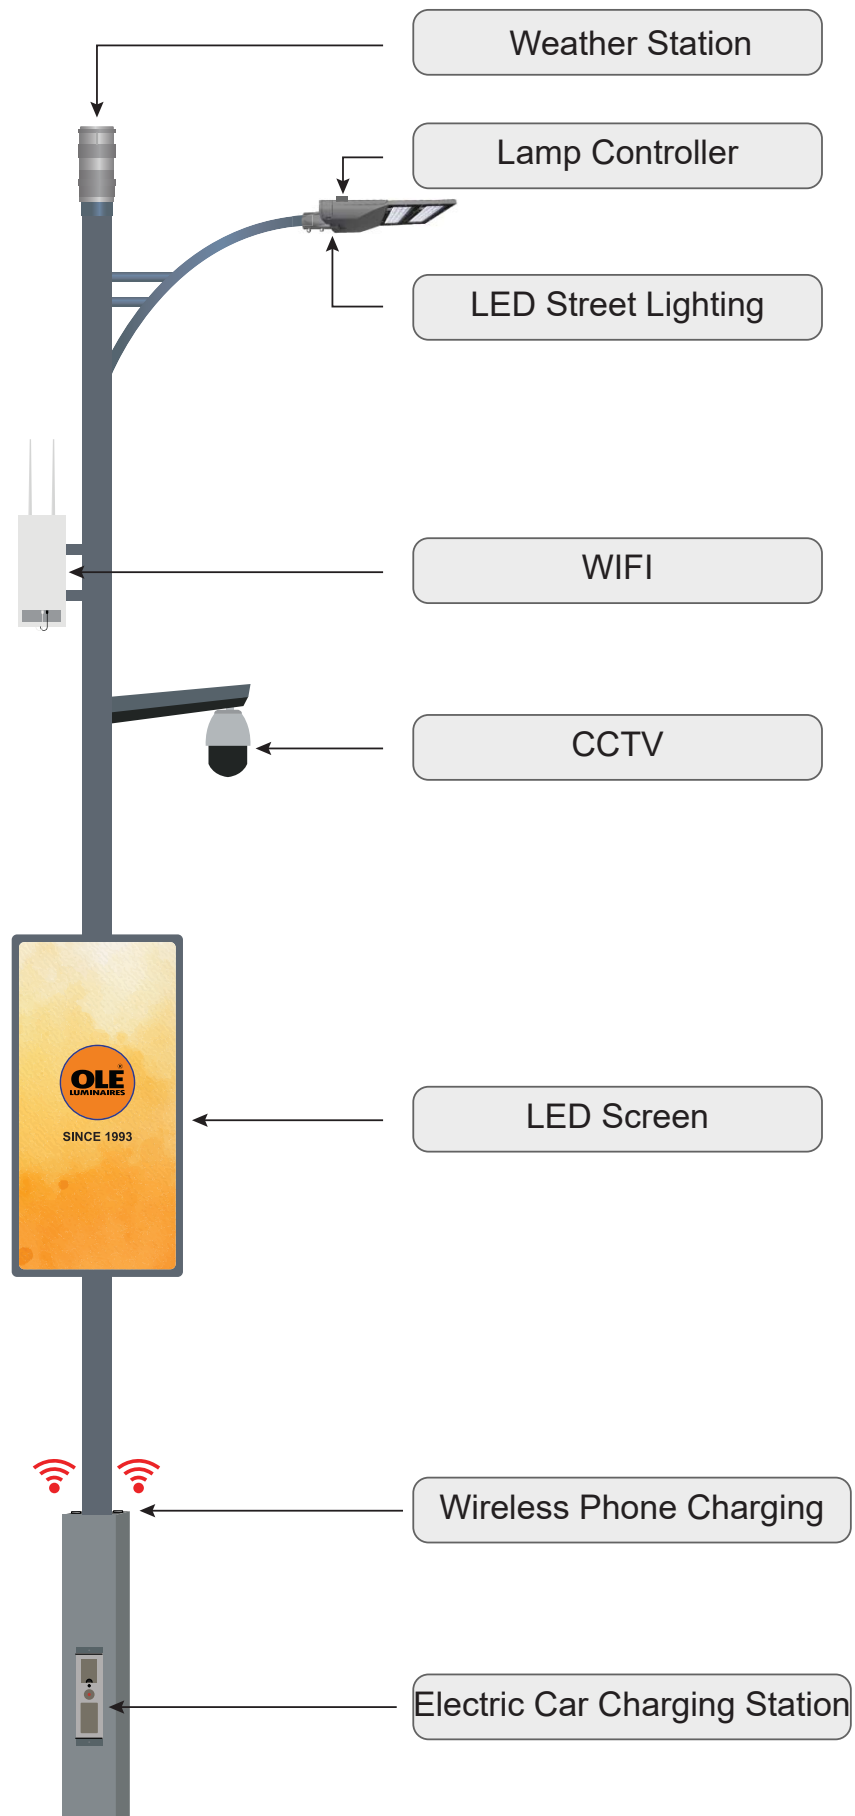 Weather Station
Lamp Controller
LED Street Lighting
WIFI
CCTV
OLE®
LUMINAIRES
SINCE 1993
LED Screen
Wireless Phone Charging
Electric Car Charging Station